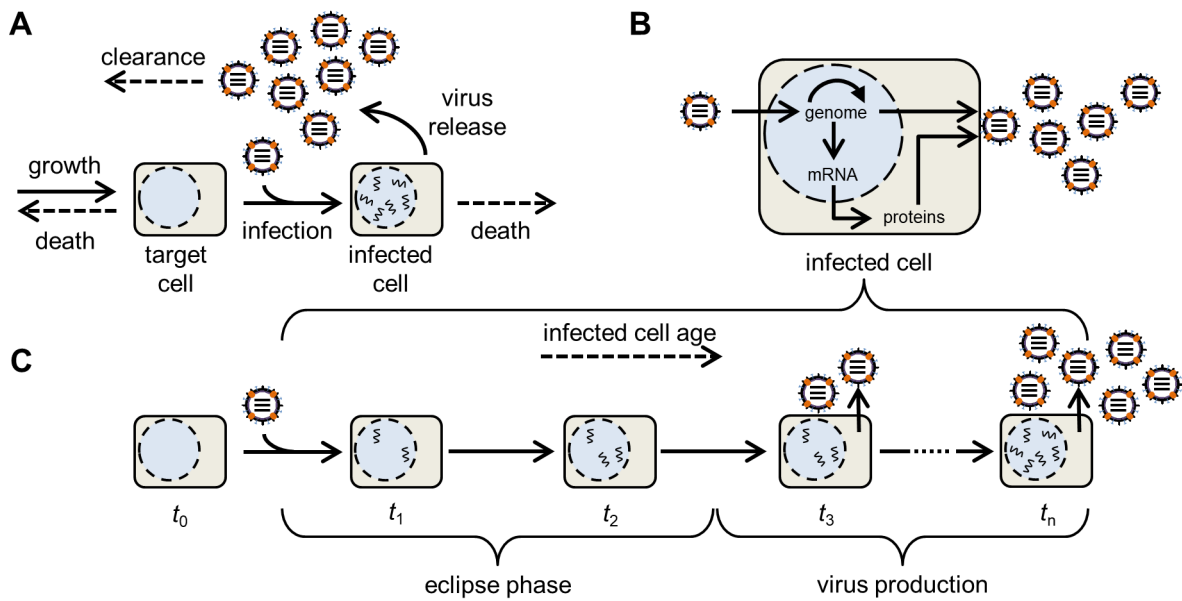 A
clearance
virus
release
growth
death
target
cell
infection
infected
cell
death
B
genome
mRNA
proteins
infected cell
C
infected cell age
t0
t1
t2
t3
tn
eclipse phase
virus production